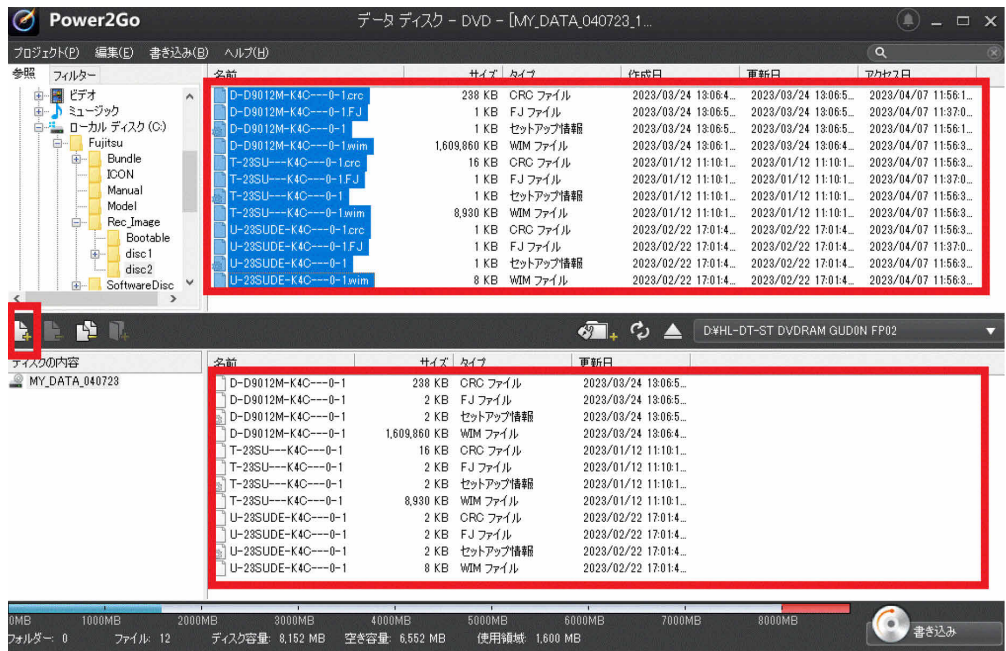 Power2Go データ ディスク - DVD - [MY_DATA_040723_1...
プロジェクト(P) 編集(E) 書き込み(B) ヘルプ(H)
参照 フィルター
名前 サイズ タイプ 作成日 更新日 アクセス日
ビデオ
ミュージック
ローカル ディスク (C:)
Fujitsu
Bundle
ICON
Manual
Model
Rec_Image
Bootable
disc1
disc2
SoftwareDisc
D-D9012M-K4C---0-1.crc 238 KB CRC ファイル 2023/03/24 13:06:4... 2023/03/24 13:06:5... 2023/04/07 11:56:1...
D-D9012M-K4C---0-1.FJ 1 KB FJ ファイル 2023/03/24 13:06:5... 2023/03/24 13:06:5... 2023/04/07 11:37:0...
D-D9012M-K4C---0-1 1 KB セットアップ情報 2023/03/24 13:06:5... 2023/03/24 13:06:5... 2023/04/07 11:56:1...
D-D9012M-K4C---0-1.wim 1,609,860 KB WIM ファイル 2023/03/24 13:06:1... 2023/03/24 13:06:4... 2023/04/07 11:56:3...
T-23SU---K4C---0-1.crc 16 KB CRC ファイル 2023/01/12 11:10:1... 2023/01/12 11:10:1... 2023/04/07 11:56:3...
T-23SU---K4C---0-1.FJ 1 KB FJ ファイル 2023/01/12 11:10:1... 2023/01/12 11:10:1... 2023/04/07 11:37:0...
T-23SU---K4C---0-1 1 KB セットアップ情報 2023/01/12 11:10:1... 2023/01/12 11:10:1... 2023/04/07 11:56:3...
T-23SU---K4C---0-1.wim 8,930 KB WIM ファイル 2023/01/12 11:10:1... 2023/01/12 11:10:1... 2023/04/07 11:56:3...
U-23SUDE-K4C---0-1.crc 1 KB CRC ファイル 2023/02/22 17:01:4... 2023/02/22 17:01:4... 2023/04/07 11:56:3...
U-23SUDE-K4C---0-1.FJ 1 KB FJ ファイル 2023/02/22 17:01:4... 2023/02/22 17:01:4... 2023/04/07 11:37:0...
U-23SUDE-K4C---0-1 1 KB セットアップ情報 2023/02/22 17:01:4... 2023/02/22 17:01:4... 2023/04/07 11:56:3...
U-23SUDE-K4C---0-1.wim 8 KB WIM ファイル 2023/02/22 17:01:4... 2023/02/22 17:01:4... 2023/04/07 11:56:3...
D:¥HL-DT-ST DVDRAM GUD0N FP02
ディスクの内容
MY_DATA_040723
名前 サイズ タイプ 更新日
D-D9012M-K4C---0-1 238 KB CRC ファイル 2023/03/24 13:06:5...
D-D9012M-K4C---0-1 2 KB FJ ファイル 2023/03/24 13:06:5...
D-D9012M-K4C---0-1 2 KB セットアップ情報 2023/03/24 13:06:5...
D-D9012M-K4C---0-1 1,609,860 KB WIM ファイル 2023/03/24 13:06:4...
T-23SU---K4C---0-1 16 KB CRC ファイル 2023/01/12 11:10:1...
T-23SU---K4C---0-1 2 KB FJ ファイル 2023/01/12 11:10:1...
T-23SU---K4C---0-1 2 KB セットアップ情報 2023/01/12 11:10:1...
T-23SU---K4C---0-1 8,930 KB WIM ファイル 2023/01/12 11:10:1...
U-23SUDE-K4C---0-1 2 KB CRC ファイル 2023/02/22 17:01:4...
U-23SUDE-K4C---0-1 2 KB FJ ファイル 2023/02/22 17:01:4...
U-23SUDE-K4C---0-1 2 KB セットアップ情報 2023/02/22 17:01:4...
U-23SUDE-K4C---0-1 8 KB WIM ファイル 2023/02/22 17:01:4...
0MB 1000MB 2000MB 3000MB 4000MB 5000MB 6000MB 7000MB 8000MB
フォルダー: 0 ファイル: 12 ディスク容量: 8,152 MB 空き容量: 6,552 MB 使用領域: 1,600 MB
書き込み